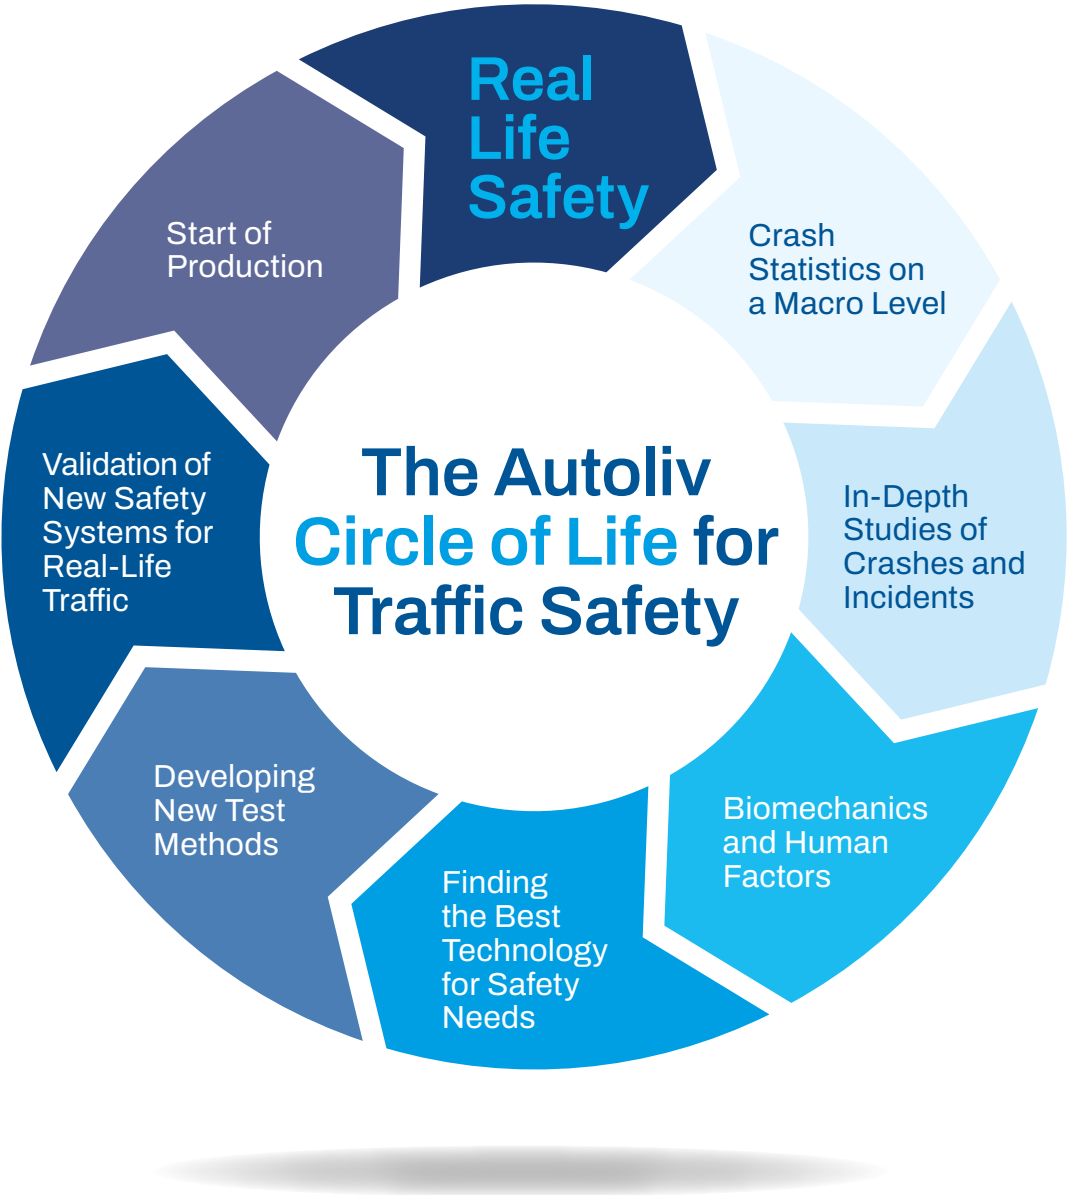 Real
Life
Safety
Crash
Statistics on
a Macro Level
In-Depth
Studies of
Crashes and
Incidents
Biomechanics
and Human
Factors
Finding
the Best
Technology
for Safety
Needs
Developing
New Test
Methods
Validation of
New Safety
Systems for
Real-Life
Traffic
Start of
Production
The Autoliv
Circle of Life for
Traffic Safety